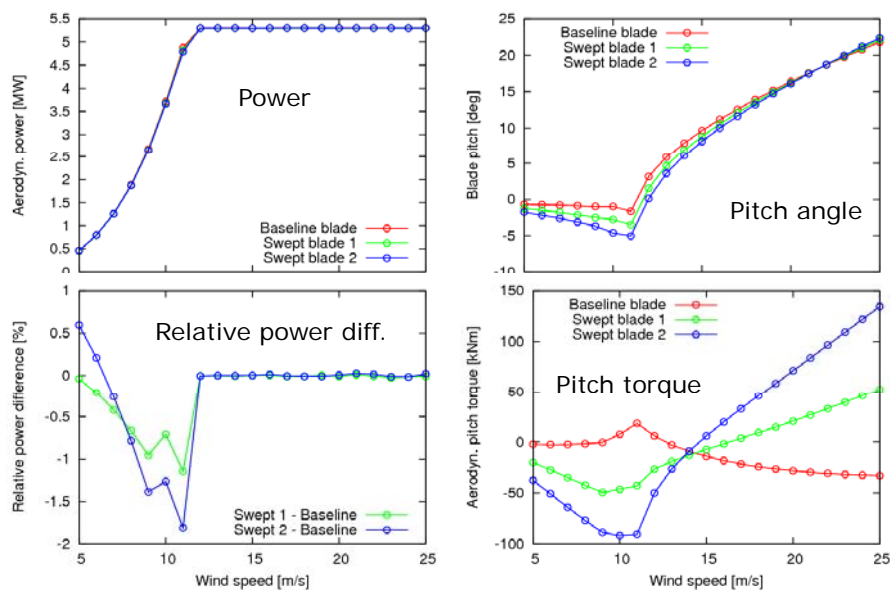 5.5
5
4.5
4
3.5
3
2.5
2
1.5
1
0.5
0
Aerodyn. power [MW]
Power
Baseline blade
Swept blade 1
Swept blade 2
25
20
15
10
5
0
-5
-10
Blade pitch [deg]
Baseline blade
Swept blade 1
Swept blade 2
Pitch angle
1
0.5
0
-0.5
-1
-1.5
-2
Relative power difference [%]
Relative power diff.
Swept 1 - Baseline
Swept 2 - Baseline
5 10 15 20 25
Wind speed [m/s]
150
100
50
0
-50
-100
Aerodyn. pitch torque [kNm]
Baseline blade
Swept blade 1
Swept blade 2
Pitch torque
5 10 15 20 25
Wind speed [m/s]